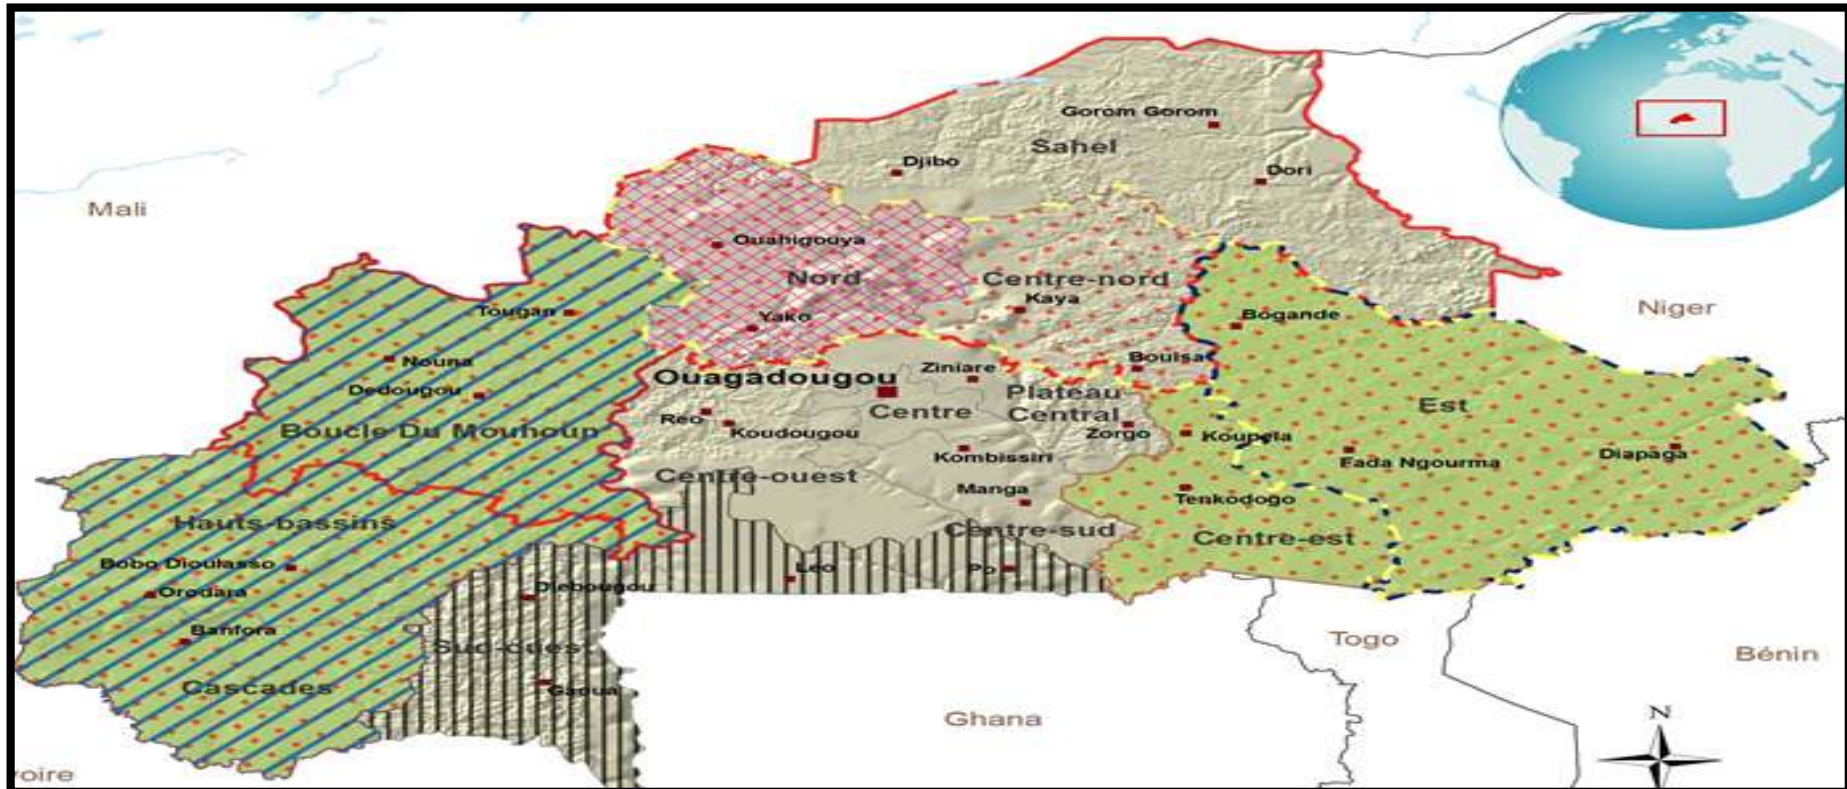 Gorom Gorom
Sahel
Djibo
Dori
Mali
Ouahigouya
Nord
Centre-nord
Kaya
Niger
Tougan
Yako
Bogande
Nouna
Boulsa
Dedougou
Ouagadougou
Ziniare
Plateau
Central
Est
Reo
Koudougou
Centre
Zorgo
Koupela
Boucle Du Mouhoun
Kombissiri
Fada Ngourma
Diapaga
Centre-ouest
Manga
Tenkodogo
Hauts-bassins
Centre-sud
Centre-est
Bobo Dioulasso
Leo
Po
Orodara
Diebougou
Banfora
Togo
Sud-oues
Bénin
Cascades
Gaoua
Ghana
N
voire